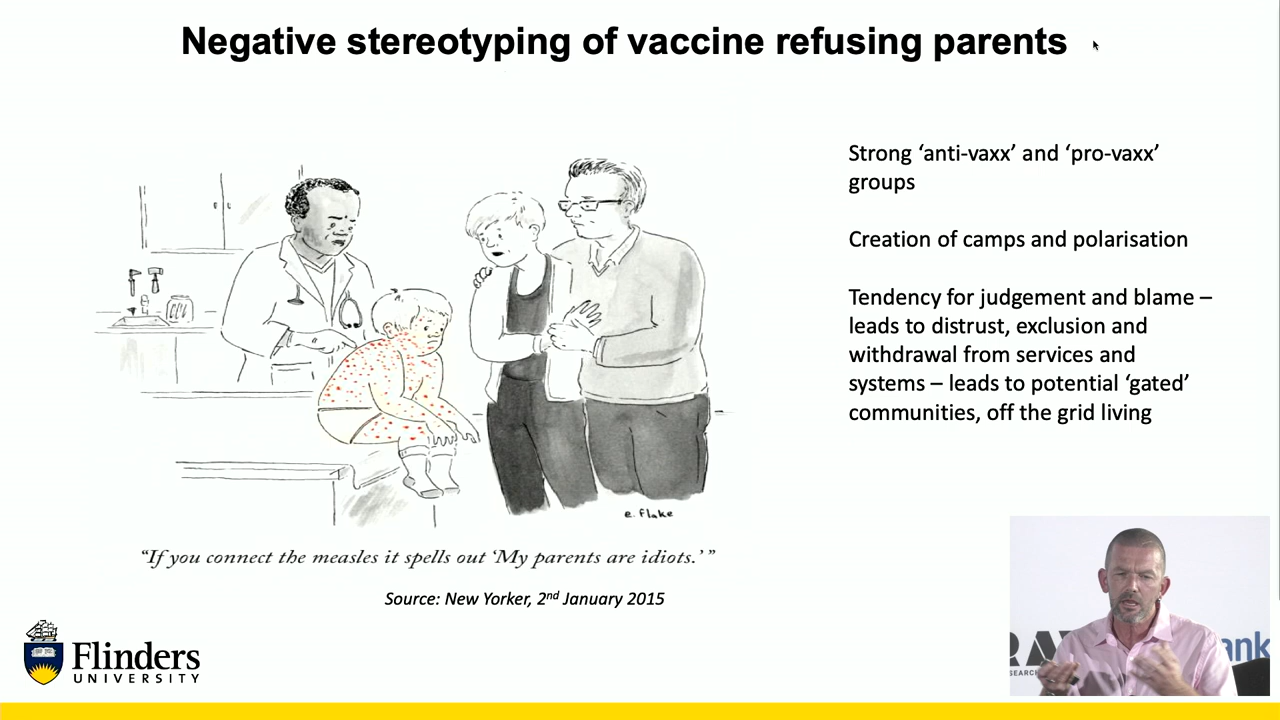 Negative stereotyping of vaccine refusing parents
Strong ‘anti-vaxx’ and ‘pro-vaxx’
groups
Creation of camps and polarisation
Tendency for judgement and blame –
leads to distrust, exclusion and
withdrawal from services and
systems – leads to potential ‘gated’
communities, off the grid living
e. flake
“If you connect the measles it spells out ‘My parents are idiots.’”
Source: New Yorker, 2nd January 2015
Flinders
UNIVERSITY